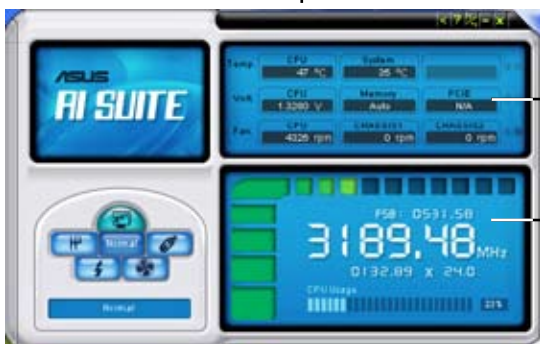 ASUS
AI SUITE
Temp. CPU System
47 °C 35 °C
Volt. CPU Memory PCIE
1.3280 V Auto N/A
Fan. CPU CHASSIS1 CHASSIS2
4326 rpm 0 rpm 0 rpm
FSB: 0531.58
3189.48 MHz
0132.89 X 24.0
CPU Usage
Normal
Normal